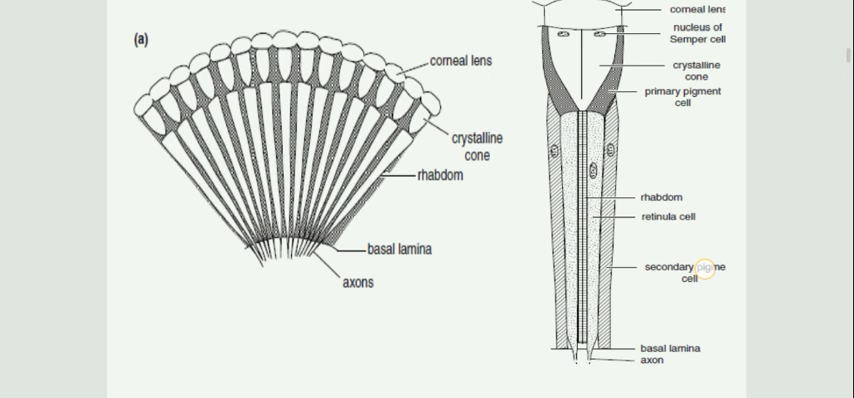 (a)
corneal lens
crystalline
cone
rhabdom
basal lamina
axons
corneal lens
nucleus of
Semper cell
crystalline
cone
primary pigment
cell
rhabdom
retinula cell
secondary pigme
cell
basal lamina
axon